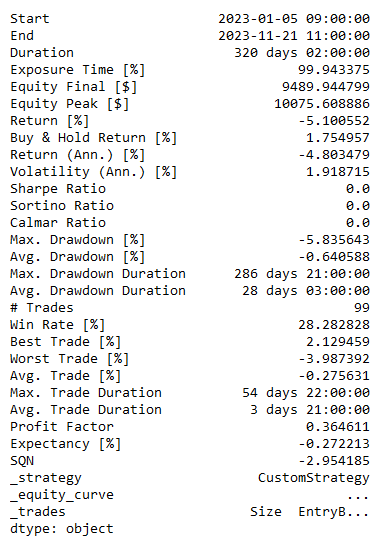 Start 2023-01-05 09:00:00
End 2023-11-21 11:00:00
Duration 320 days 02:00:00
Exposure Time [%] 99.943375
Equity Final [$] 9489.944799
Equity Peak [$] 10075.608886
Return [%] -5.100552
Buy & Hold Return [%] 1.754957
Return (Ann.) [%] -4.803479
Volatility (Ann.) [%] 1.918715
Sharpe Ratio 0.0
Sortino Ratio 0.0
Calmar Ratio 0.0
Max. Drawdown [%] -5.835643
Avg. Drawdown [%] -0.640588
Max. Drawdown Duration 286 days 21:00:00
Avg. Drawdown Duration 28 days 03:00:00
# Trades 99
Win Rate [%] 28.282828
Best Trade [%] 2.129459
Worst Trade [%] -3.987392
Avg. Trade [%] -0.275631
Max. Trade Duration 54 days 22:00:00
Avg. Trade Duration 3 days 21:00:00
Profit Factor 0.364611
Expectancy [%] -0.272213
SQN -2.954185
_strategy CustomStrategy
_equity_curve ...
_trades Size EntryB...
dtype: object